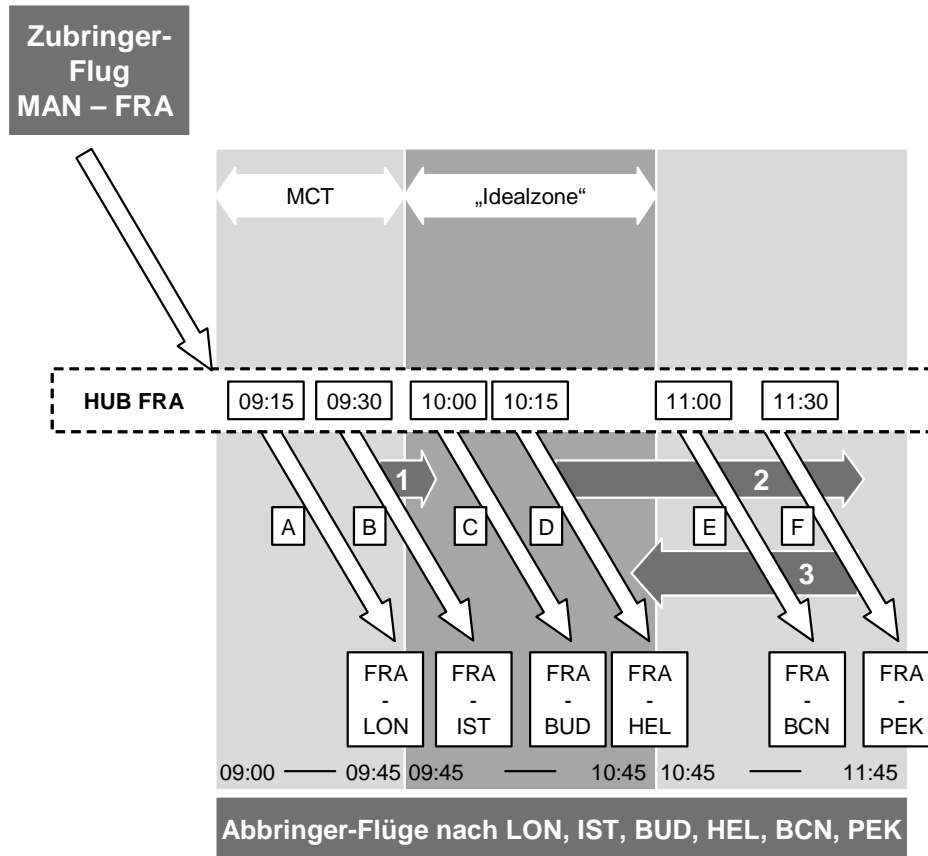 Zubringer-
Flug
MAN – FRA
MCT
„Idealzone“
HUB FRA
09:15
09:30
10:00
10:15
11:00
11:30
1
2
A
B
C
D
E
F
3
FRA
-
LON
FRA
-
IST
FRA
-
BUD
FRA
-
HEL
FRA
-
BCN
FRA
-
PEK
09:00 — 09:45
09:45 — 10:45
10:45 — 11:45
Abbringer-Flüge nach LON, IST, BUD, HEL, BCN, PEK